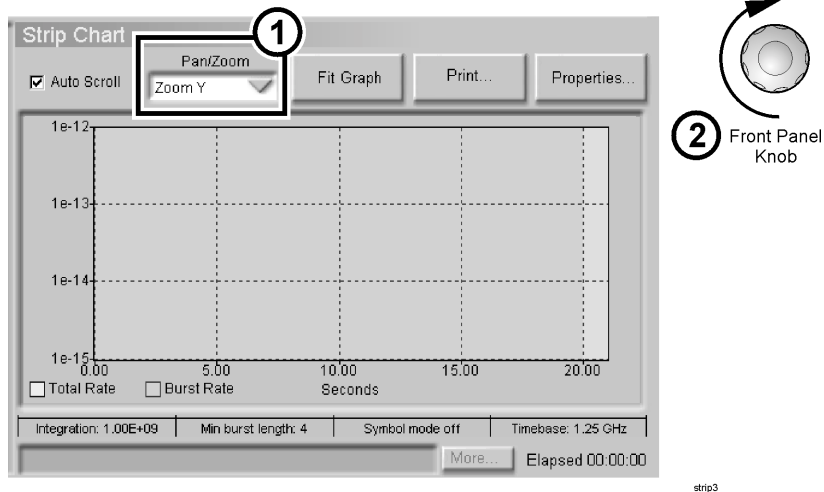 Strip Chart
1
Pan/Zoom
Auto Scroll
Zoom Y
Fit Graph
Print...
Properties...
2
Front Panel
Knob
1e-12
1e-13
1e-14
1e-15
0.00 5.00 10.00 15.00 20.00
Total Rate Burst Rate Seconds
Integration: 1.00E+09 Min burst length: 4 Symbol mode off Timebase: 1.25 GHz
More... Elapsed 00:00:00
strip3